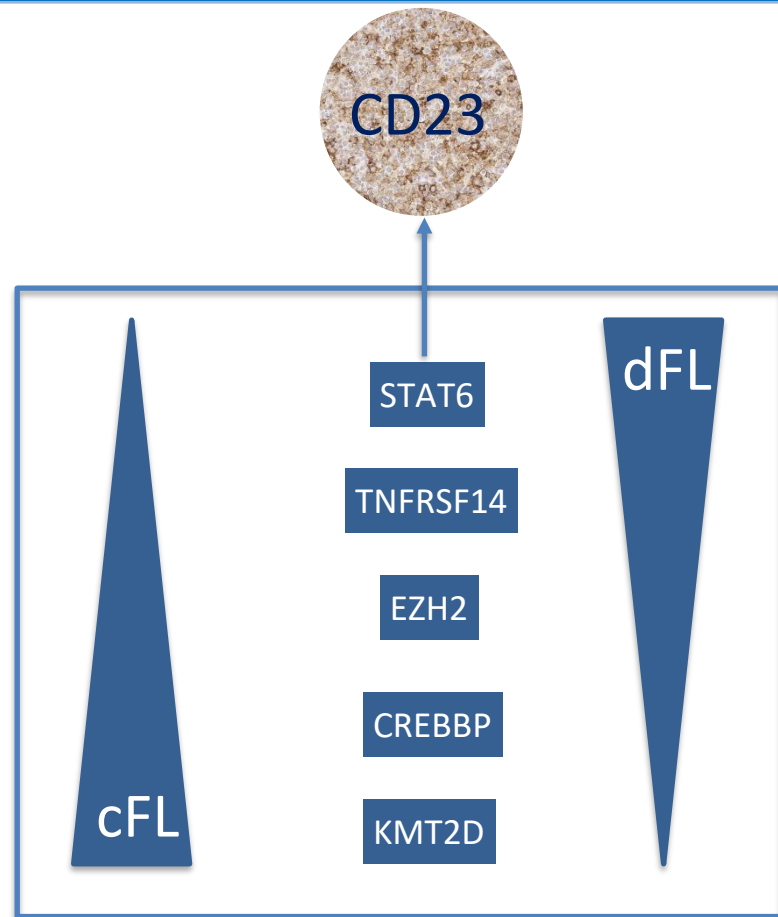 CD23
STAT6
dFL
TNFRSF14
EZH2
CREBBP
cFL
KMT2D